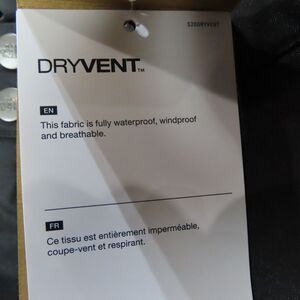 S20DRYVENT
DRYVENT™
EN
This fabric is fully waterproof, windproof
and breathable.
FR
Ce tissu est entièrement imperméable,
coupe-vent et respirant.